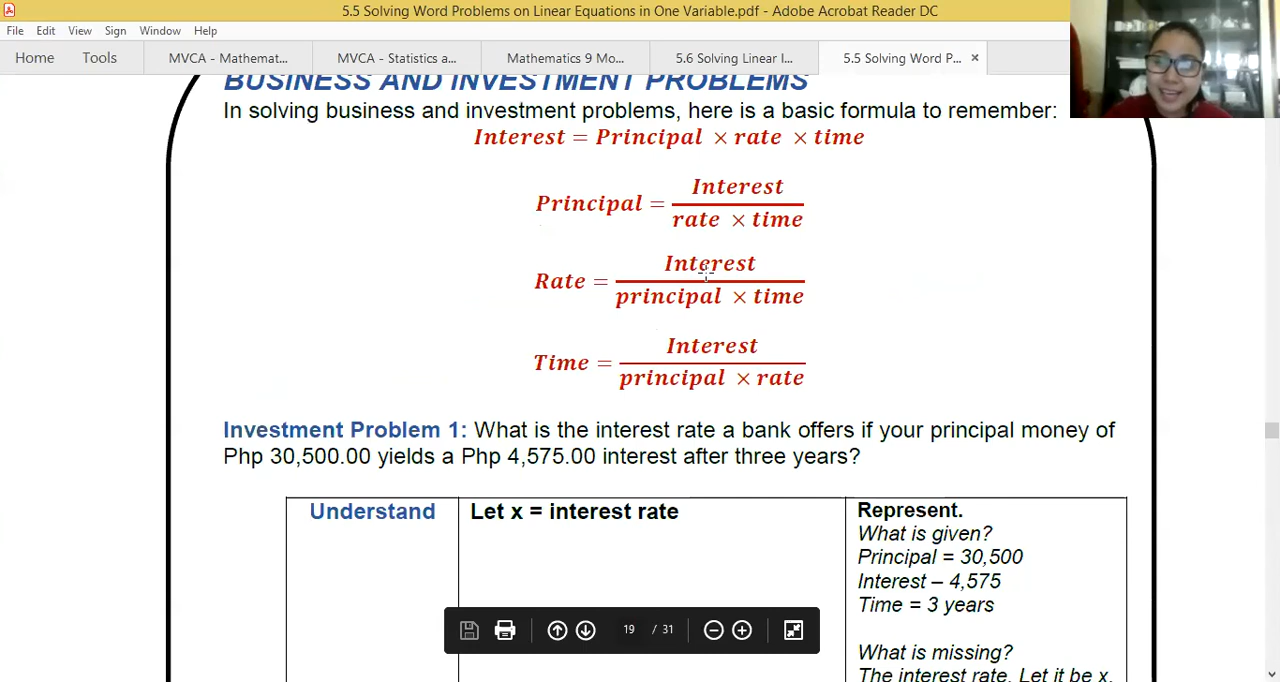 5.5 Solving Word Problems on Linear Equations in One Variable.pdf - Adobe Acrobat Reader DC
File Edit View Sign Window Help
Home Tools MVCA - Mathemat... MVCA - Statistics a... Mathematics 9 Mo... 5.6 Solving Linear I... 5.5 Solving Word P... ×
BUSINESS AND INVESTMENT PROBLEMS
In solving business and investment problems, here is a basic formula to remember:
Interest = Principal × rate × time
Principal = Interest / rate × time
Rate = Interest / principal × time
Time = Interest / principal × rate
Investment Problem 1: What is the interest rate a bank offers if your principal money of
Php 30,500.00 yields a Php 4,575.00 interest after three years?
Understand
Let x = interest rate
Represent.
What is given?
Principal = 30,500
Interest – 4,575
Time = 3 years
What is missing?
The interest rate. Let it be x.
19 / 31